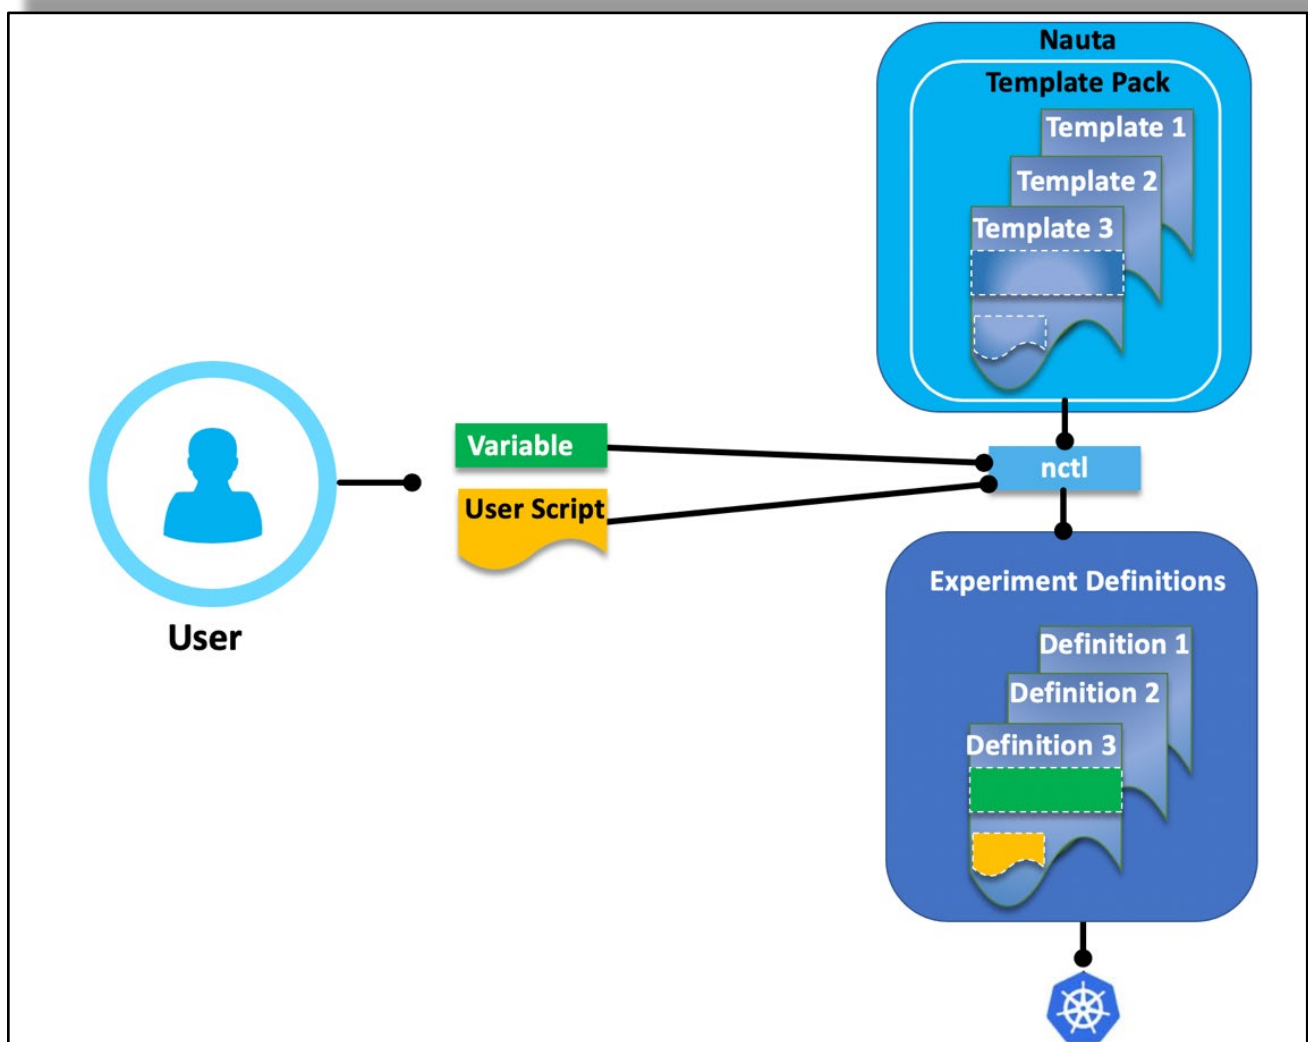 Nauta
Template Pack
Template 1
Template 2
Template 3
Variable
nctl
User Script
User
Experiment Definitions
Definition 1
Definition 2
Definition 3